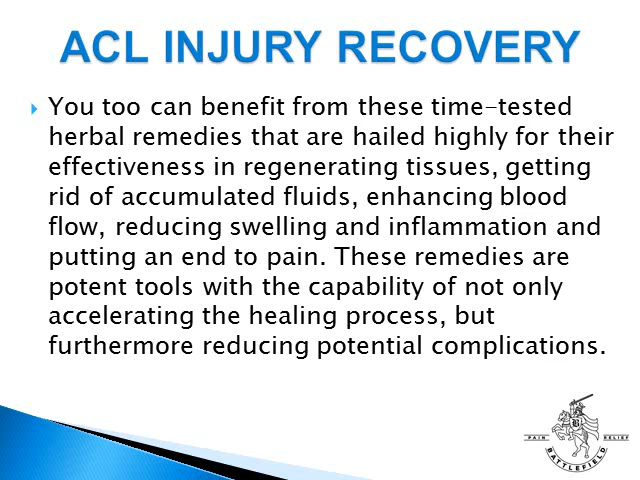 ACL INJURY RECOVERY
You too can benefit from these time-tested
herbal remedies that are hailed highly for their
effectiveness in regenerating tissues, getting
rid of accumulated fluids, enhancing blood
flow, reducing swelling and inflammation and
putting an end to pain. These remedies are
potent tools with the capability of not only
accelerating the healing process, but
furthermore reducing potential complications.
B
PAIN RELIEF
BATTLEFIELD